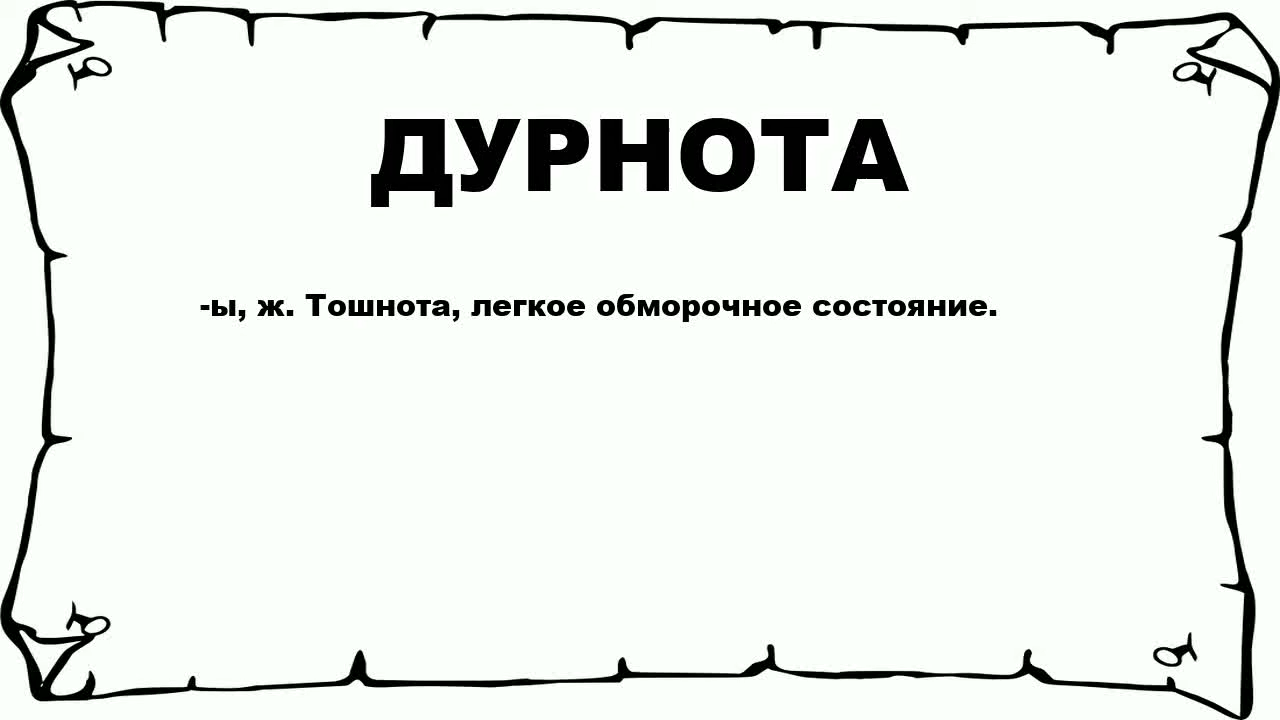 ДУРНОТА
-ы, ж. Тошнота, легкое обморочное состояние.